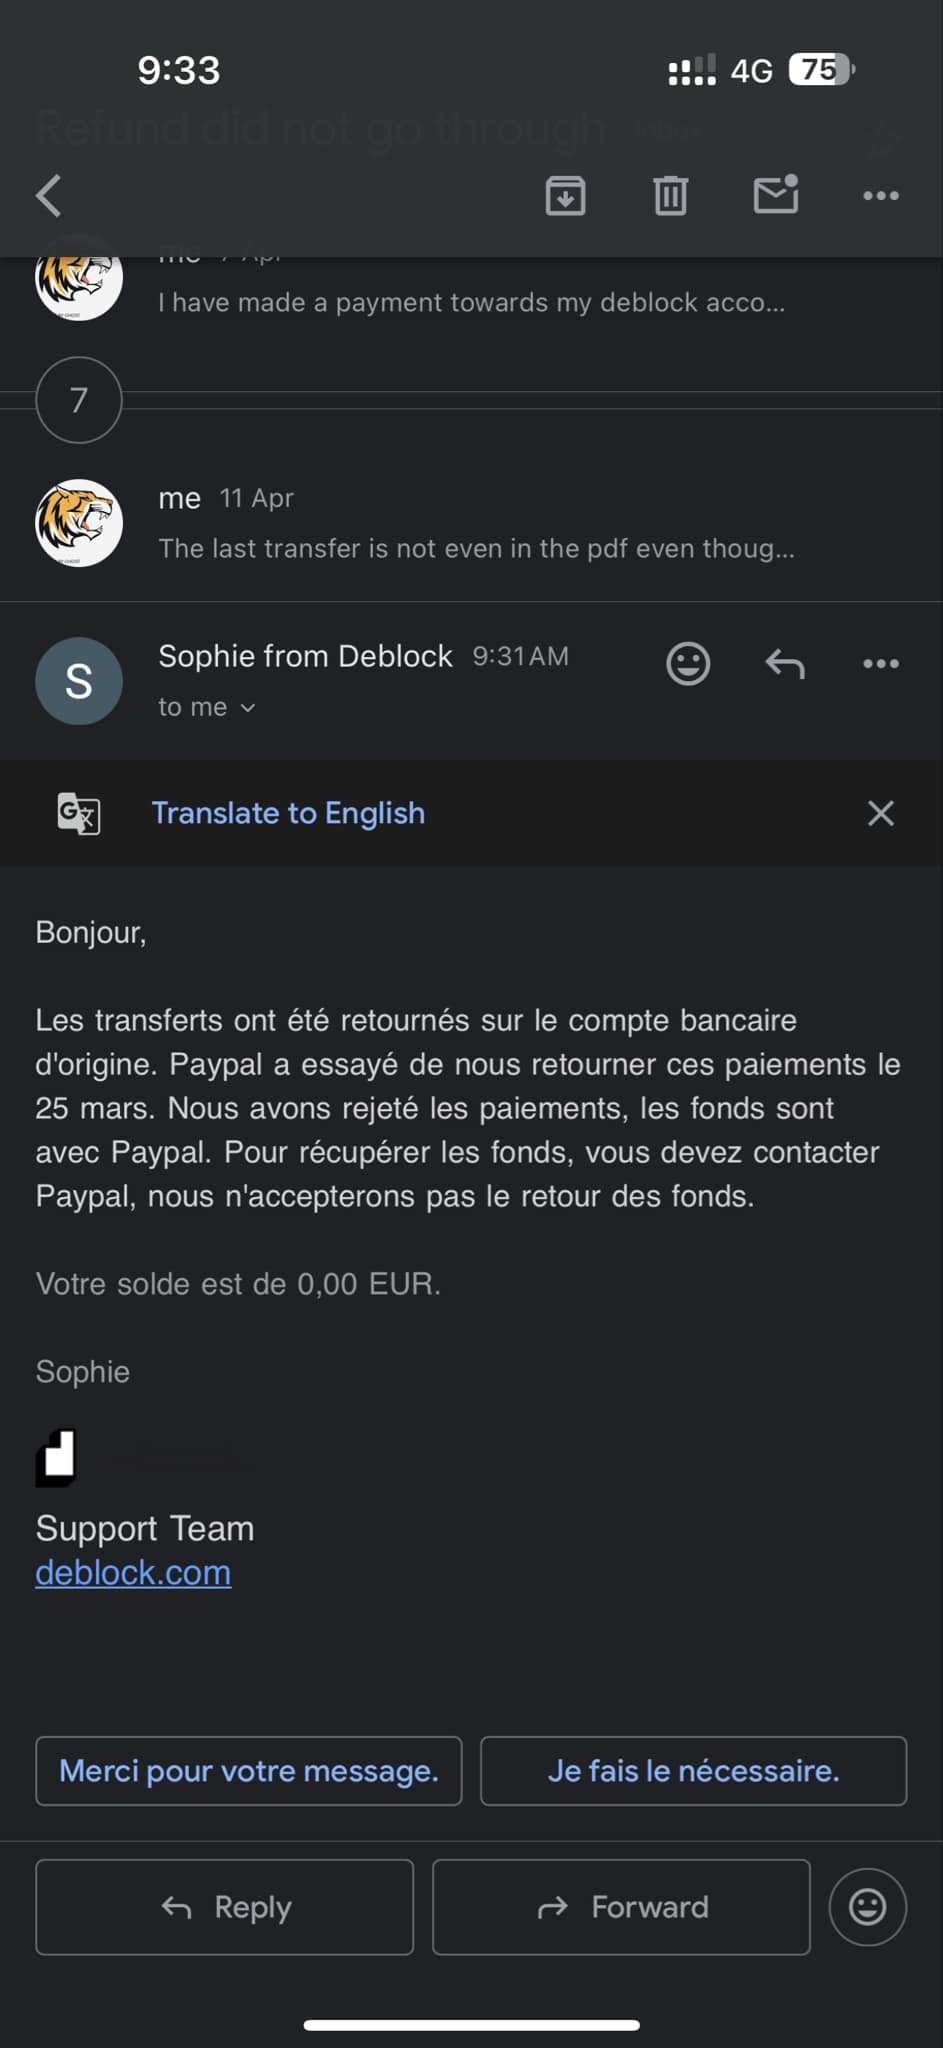 9:33
4G 75
Refund did not go through Inbox
me 7 Apr
I have made a payment towards my deblock acco...
7
me 11 Apr
The last transfer is not even in the pdf even thoug...
S
Sophie from Deblock 9:31 AM
to me
Translate to English
Bonjour,
Les transferts ont été retournés sur le compte bancaire
d'origine. Paypal a essayé de nous retourner ces paiements le
25 mars. Nous avons rejeté les paiements, les fonds sont
avec Paypal. Pour récupérer les fonds, vous devez contacter
Paypal, nous n'accepterons pas le retour des fonds.
Votre solde est de 0,00 EUR.
Sophie
Support Team
deblock.com
Merci pour votre message.
Je fais le nécessaire.
Reply
Forward